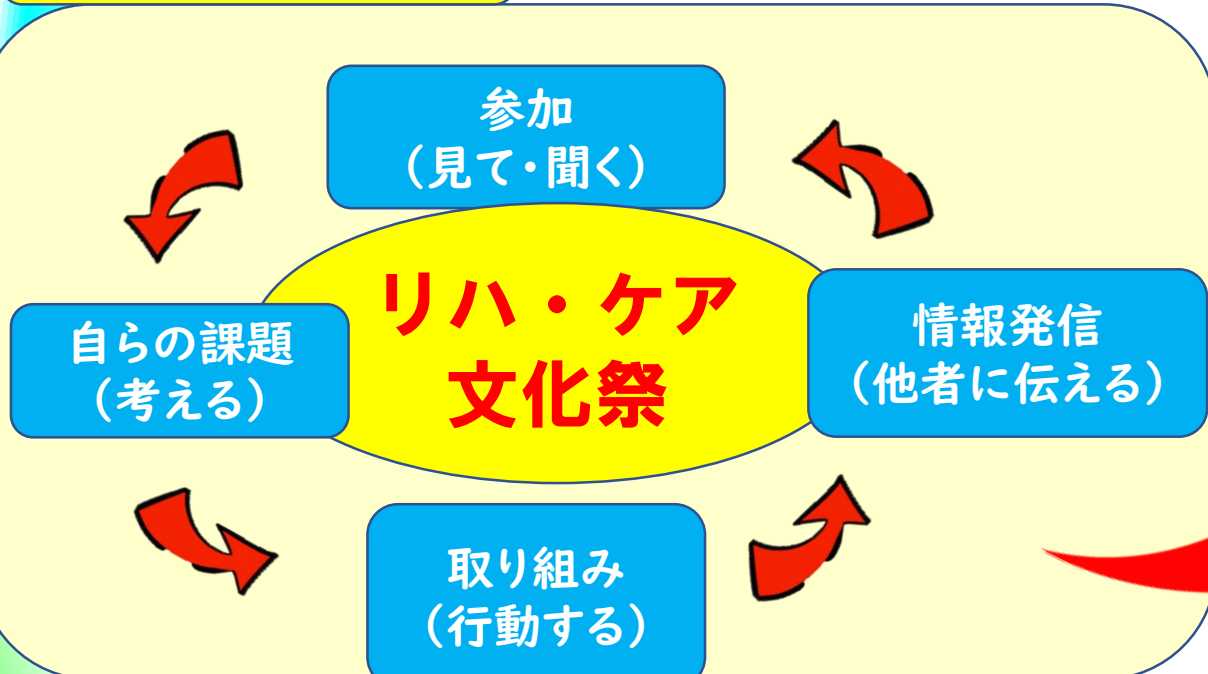 参加
（見て・聞く）
リハ・ケア
文化祭
自らの課題
（考える）
情報発信
（他者に伝える）
取り組み
（行動する）